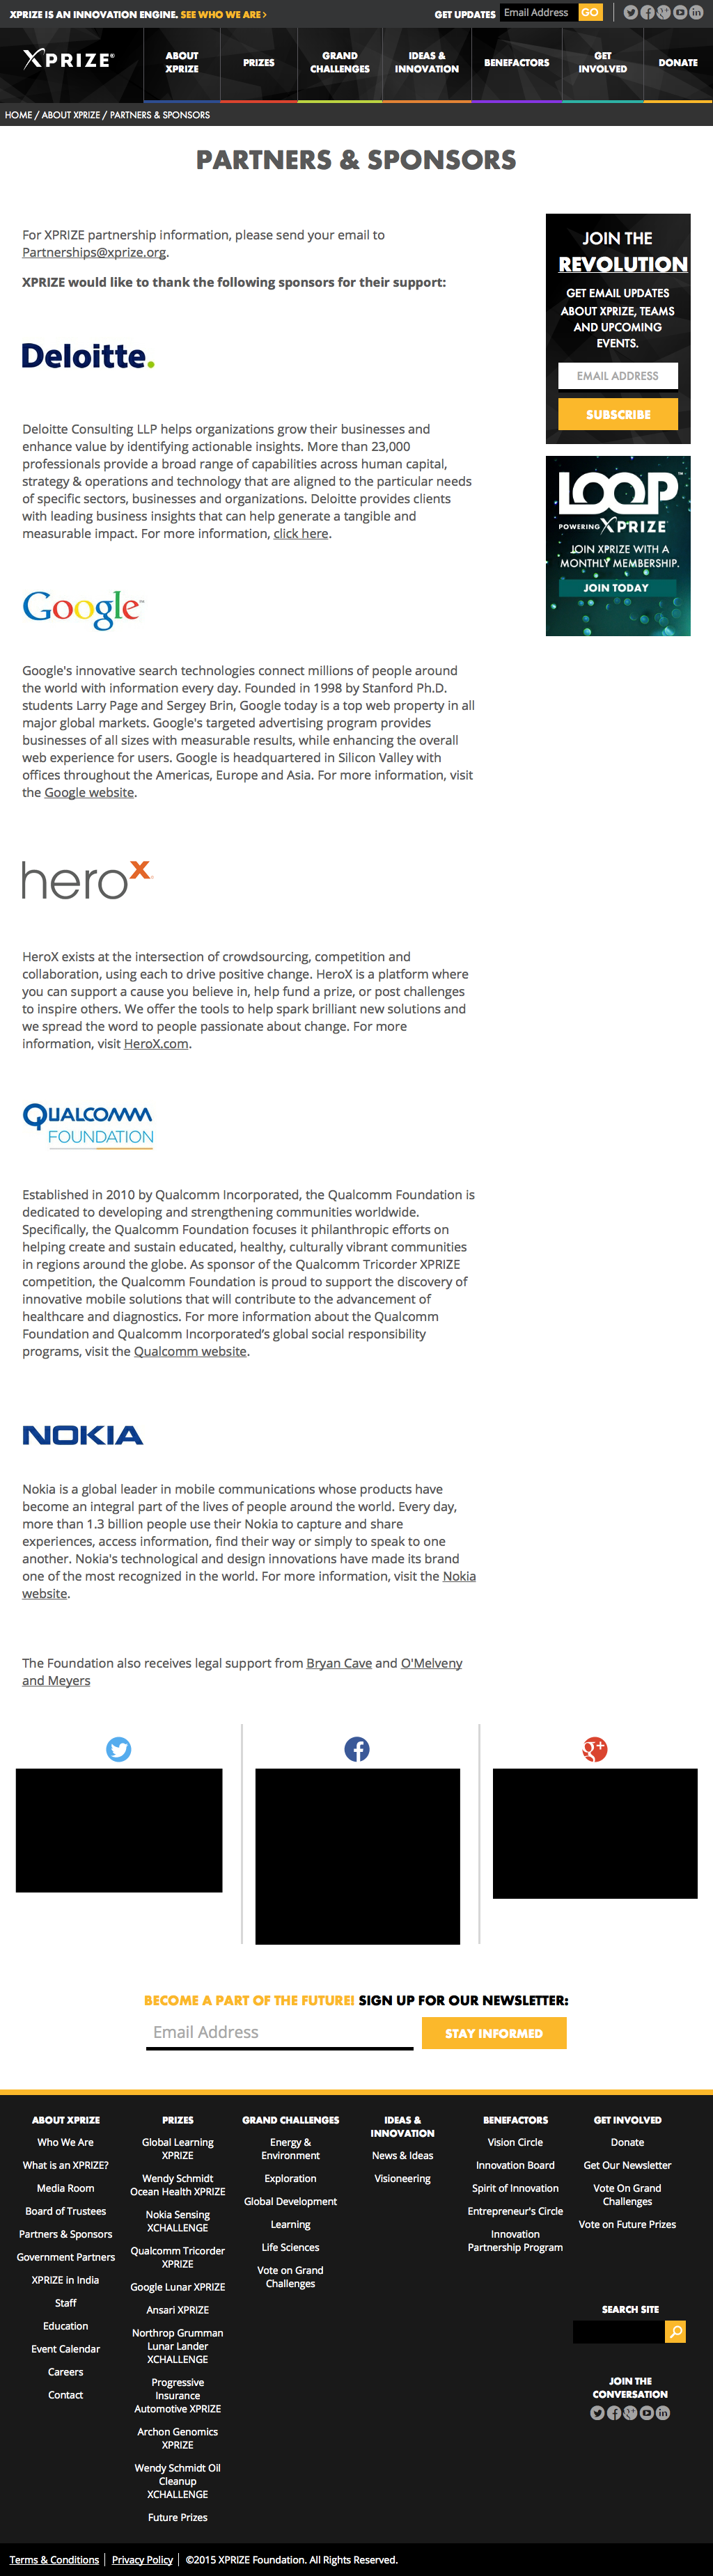 XPRIZE IS AN INNOVATION ENGINE. SEE WHO WE ARE >
GET UPDATES Email Address GO
XPRIZE®
ABOUT
XPRIZE
PRIZES
GRAND
CHALLENGES
IDEAS &
INNOVATION
BENEFACTORS
GET
INVOLVED
DONATE
HOME / ABOUT XPRIZE / PARTNERS & SPONSORS
PARTNERS & SPONSORS
For XPRIZE partnership information, please send your email to
Partnerships@xprize.org.
XPRIZE would like to thank the following sponsors for their support:
Deloitte.
Deloitte Consulting LLP helps organizations grow their businesses and
enhance value by identifying actionable insights. More than 23,000
professionals provide a broad range of capabilities across human capital,
strategy & operations and technology that are aligned to the particular needs
of specific sectors, businesses and organizations. Deloitte provides clients
with leading business insights that can help generate a tangible and
measurable impact. For more information, click here.
Google™
Google's innovative search technologies connect millions of people around
the world with information every day. Founded in 1998 by Stanford Ph.D.
students Larry Page and Sergey Brin, Google today is a top web property in all
major global markets. Google's targeted advertising program provides
businesses of all sizes with measurable results, while enhancing the overall
web experience for users. Google is headquartered in Silicon Valley with
offices throughout the Americas, Europe and Asia. For more information, visit
the Google website.
herox
HeroX exists at the intersection of crowdsourcing, competition and
collaboration, using each to drive positive change. HeroX is a platform where
you can support a cause you believe in, help fund a prize, or post challenges
to inspire others. We offer the tools to help spark brilliant new solutions and
we spread the word to people passionate about change. For more
information, visit HeroX.com.
QUALCOMM
FOUNDATION
Established in 2010 by Qualcomm Incorporated, the Qualcomm Foundation is
dedicated to developing and strengthening communities worldwide.
Specifically, the Qualcomm Foundation focuses it philanthropic efforts on
helping create and sustain educated, healthy, culturally vibrant communities
in regions around the globe. As sponsor of the Qualcomm Tricorder XPRIZE
competition, the Qualcomm Foundation is proud to support the discovery of
innovative mobile solutions that will contribute to the advancement of
healthcare and diagnostics. For more information about the Qualcomm
Foundation and Qualcomm Incorporated’s global social responsibility
programs, visit the Qualcomm website.
NOKIA
Nokia is a global leader in mobile communications whose products have
become an integral part of the lives of people around the world. Every day,
more than 1.3 billion people use their Nokia to capture and share
experiences, access information, find their way or simply to speak to one
another. Nokia's technological and design innovations have made its brand
one of the most recognized in the world. For more information, visit the Nokia
website.
The Foundation also receives legal support from Bryan Cave and O'Melveny
and Meyers
JOIN THE
REVOLUTION
GET EMAIL UPDATES
ABOUT XPRIZE, TEAMS
AND UPCOMING
EVENTS.
EMAIL ADDRESS
SUBSCRIBE
LOOP™
POWERING XPRIZE
JOIN XPRIZE WITH A
MONTHLY MEMBERSHIP.
JOIN TODAY
BECOME A PART OF THE FUTURE! SIGN UP FOR OUR NEWSLETTER:
Email Address
STAY INFORMED
ABOUT XPRIZE
Who We Are
What is an XPRIZE?
Media Room
Board of Trustees
Partners & Sponsors
Government Partners
XPRIZE in India
Staff
Education
Event Calendar
Careers
Contact
PRIZES
Global Learning
XPRIZE
Wendy Schmidt
Ocean Health XPRIZE
Nokia Sensing
XCHALLENGE
Qualcomm Tricorder
XPRIZE
Google Lunar XPRIZE
Ansari XPRIZE
Northrop Grumman
Lunar Lander
XCHALLENGE
Progressive
Insurance
Automotive XPRIZE
Archon Genomics
XPRIZE
Wendy Schmidt Oil
Cleanup
XCHALLENGE
Future Prizes
GRAND CHALLENGES
Energy &
Environment
Exploration
Global Development
Learning
Life Sciences
Vote on Grand
Challenges
IDEAS &
INNOVATION
News & Ideas
Visioneering
BENEFACTORS
Vision Circle
Innovation Board
Spirit of Innovation
Entrepreneur's Circle
Innovation
Partnership Program
GET INVOLVED
Donate
Get Our Newsletter
Vote On Grand
Challenges
Vote on Future Prizes
SEARCH SITE
JOIN THE
CONVERSATION
Terms & Conditions | Privacy Policy | ©2015 XPRIZE Foundation. All Rights Reserved.